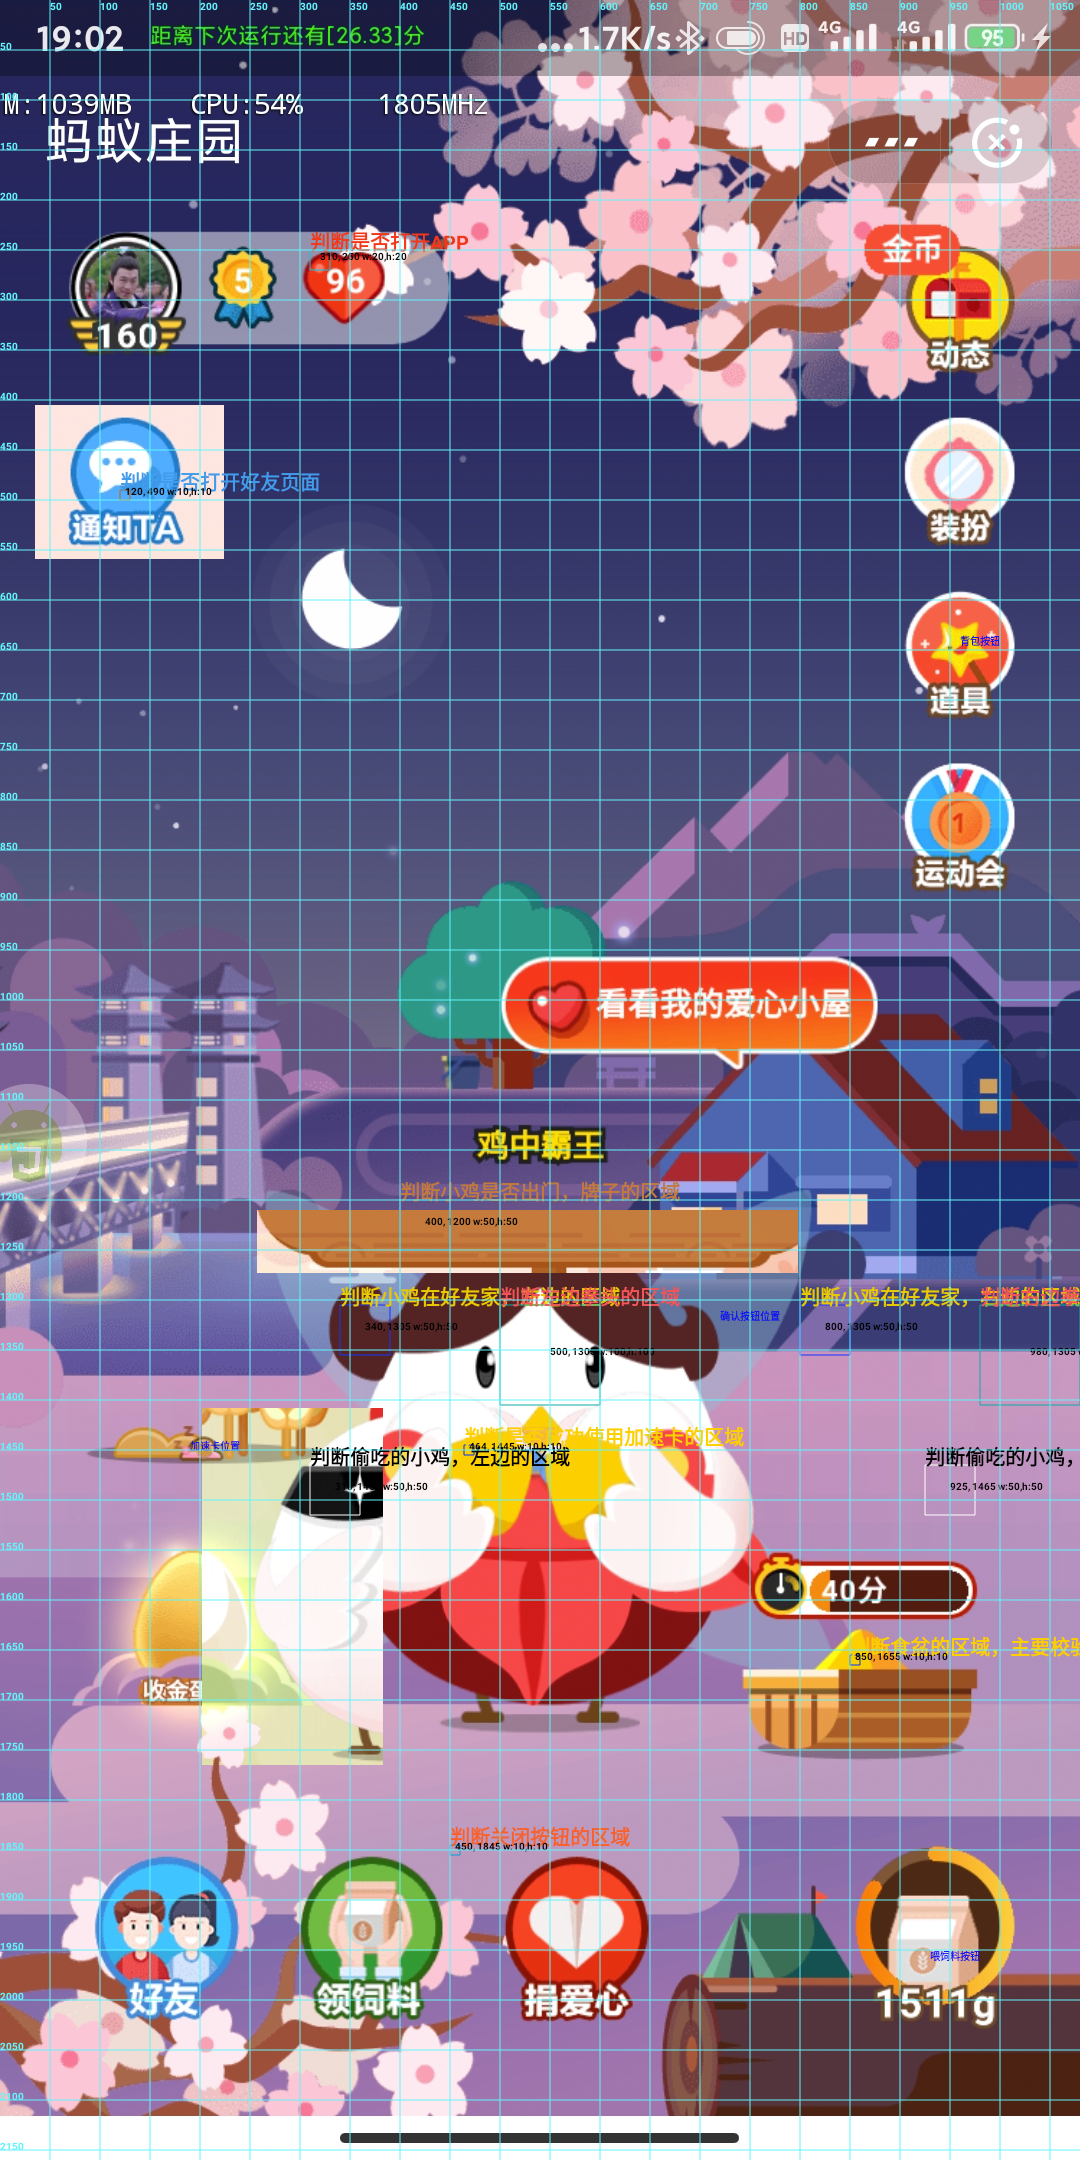 19:02
距离下次运行还有[26.33]分
...1.7K/s
HD
4G
4G
95
M:1039MB
CPU:54%
1805MHz
蚂蚁庄园
判断是否打开APP
5
96
160
金币
动态
判断是否打开好友页面
120,490 w:10,h:10
通知TA
装扮
背包按钮
道具
1
运动会
看看我的爱心小屋
鸡中霸王
判断小鸡是否出门，牌子的区域
400,1200 w:50,h:50
判断小鸡在好友家,
340,1305 w:50,h:50
确认按钮位置
判断小鸡在好友家，
800,1305 w:50,h:50
980,1305
加速卡位置
464,1445 w:10,h:10
判断偷吃的小鸡，左边的区域
判断偷吃的小鸡，
925,1465 w:50,h:50
40分
850,1655 w:10,h:10
收金蛋
判断关闭按钮的区域
450,1845 w:10,h:10
好友
领饲料
捐爱心
喂饲料按钮
1511g